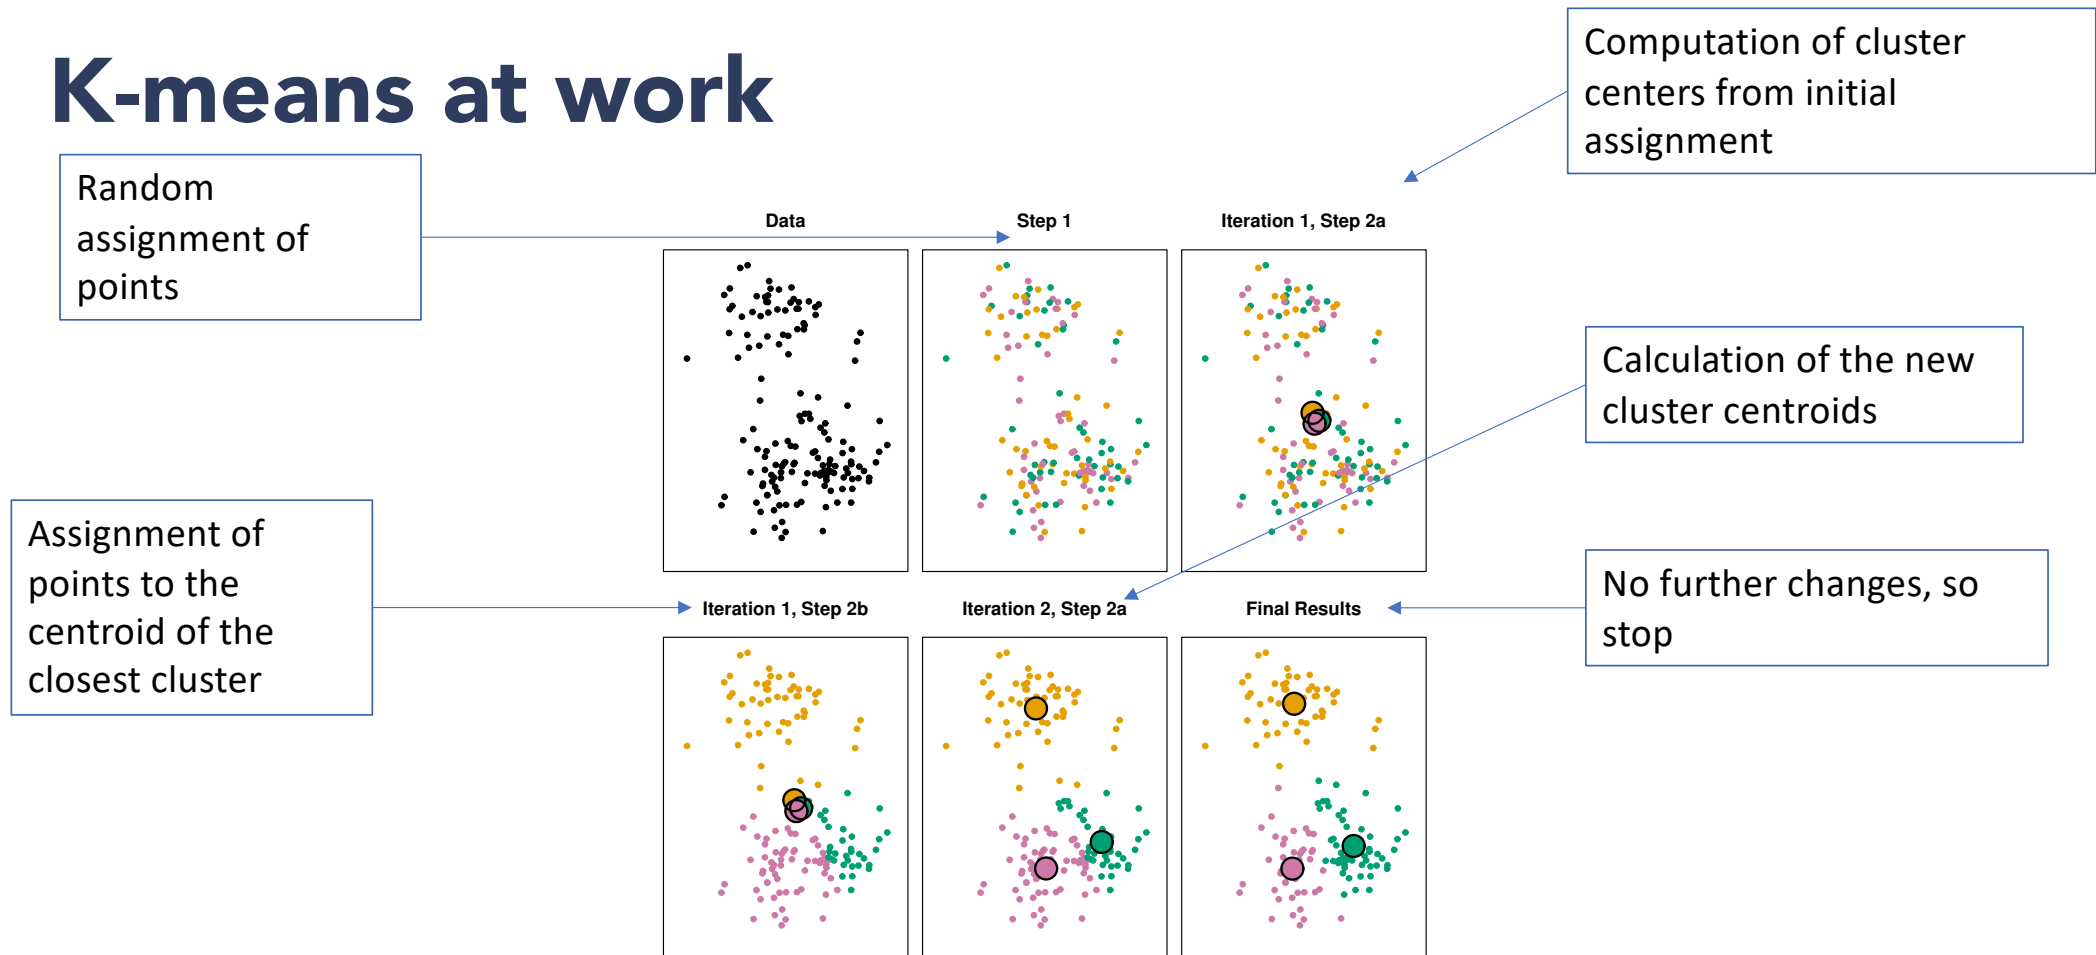 K-means at work
Computation of cluster
centers from initial
assignment
Random
assignment of
points
Data
Step 1
Iteration 1, Step 2a
Calculation of the new
cluster centroids
Assignment of
points to the
centroid of the
closest cluster
No further changes, so
stop
Iteration 1, Step 2b
Iteration 2, Step 2a
Final Results